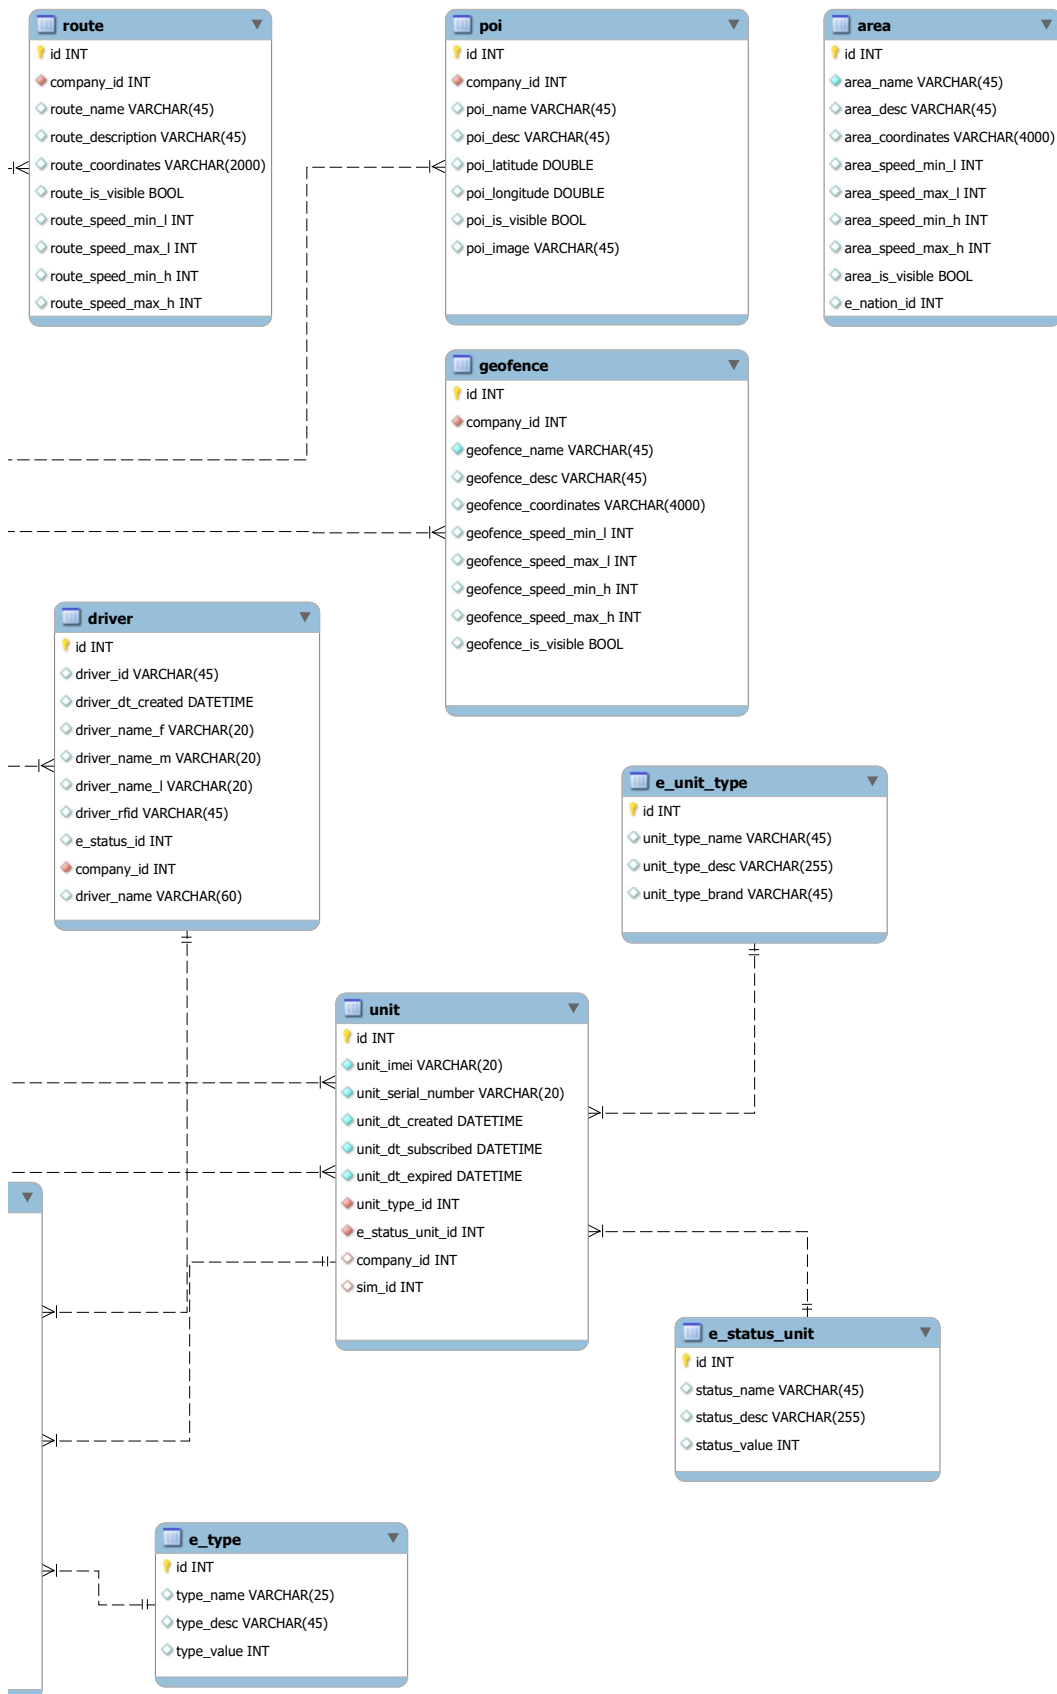 route
id INT
company_id INT
route_name VARCHAR(45)
route_description VARCHAR(45)
route_coordinates VARCHAR(2000)
route_is_visible BOOL
route_speed_min_l INT
route_speed_max_l INT
route_speed_min_h INT
route_speed_max_h INT
poi
id INT
company_id INT
poi_name VARCHAR(45)
poi_desc VARCHAR(45)
poi_latitude DOUBLE
poi_longitude DOUBLE
poi_is_visible BOOL
poi_image VARCHAR(45)
area
id INT
area_name VARCHAR(45)
area_desc VARCHAR(45)
area_coordinates VARCHAR(4000)
area_speed_min_l INT
area_speed_max_l INT
area_speed_min_h INT
area_speed_max_h INT
area_is_visible BOOL
e_nation_id INT
geofence
id INT
company_id INT
geofence_name VARCHAR(45)
geofence_desc VARCHAR(45)
geofence_coordinates VARCHAR(4000)
geofence_speed_min_l INT
geofence_speed_max_l INT
geofence_speed_min_h INT
geofence_speed_max_h INT
geofence_is_visible BOOL
driver
id INT
driver_id VARCHAR(45)
driver_dt_created DATETIME
driver_name_f VARCHAR(20)
driver_name_m VARCHAR(20)
driver_name_l VARCHAR(20)
driver_rfid VARCHAR(45)
e_status_id INT
company_id INT
driver_name VARCHAR(60)
e_unit_type
id INT
unit_type_name VARCHAR(45)
unit_type_desc VARCHAR(255)
unit_type_brand VARCHAR(45)
unit
id INT
unit_imei VARCHAR(20)
unit_serial_number VARCHAR(20)
unit_dt_created DATETIME
unit_dt_subscribed DATETIME
unit_dt_expired DATETIME
unit_type_id INT
e_status_unit_id INT
company_id INT
sim_id INT
e_status_unit
id INT
status_name VARCHAR(45)
status_desc VARCHAR(255)
status_value INT
e_type
id INT
type_name VARCHAR(25)
type_desc VARCHAR(45)
type_value INT